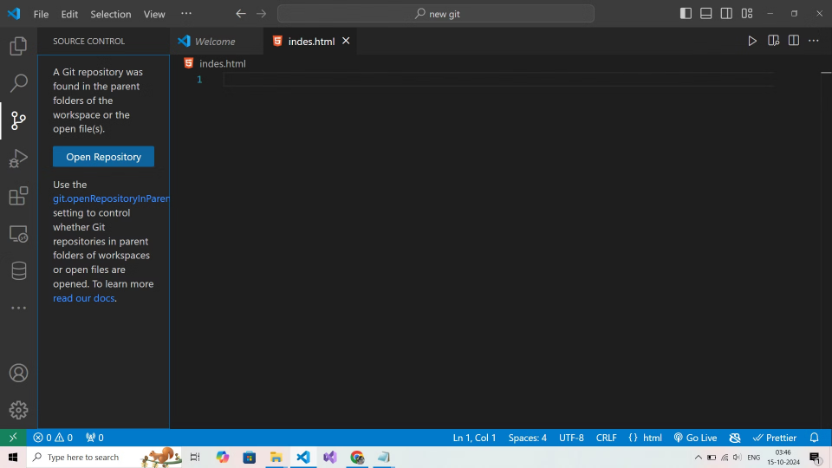 File Edit Selection View ··· new git
SOURCE CONTROL
Welcome indes.html
indes.html
1
A Git repository was
found in the parent
folders of the
workspace or the
open file(s).
Open Repository
Use the
git.openRepositoryInParen
setting to control
whether Git
repositories in parent
folders of workspaces
or open files are
opened. To learn more
read our docs.
0 0 0 Ln 1, Col 1 Spaces: 4 UTF-8 CRLF {} html Go Live Prettier
Type here to search
ENG
03:46
15-10-2024
1